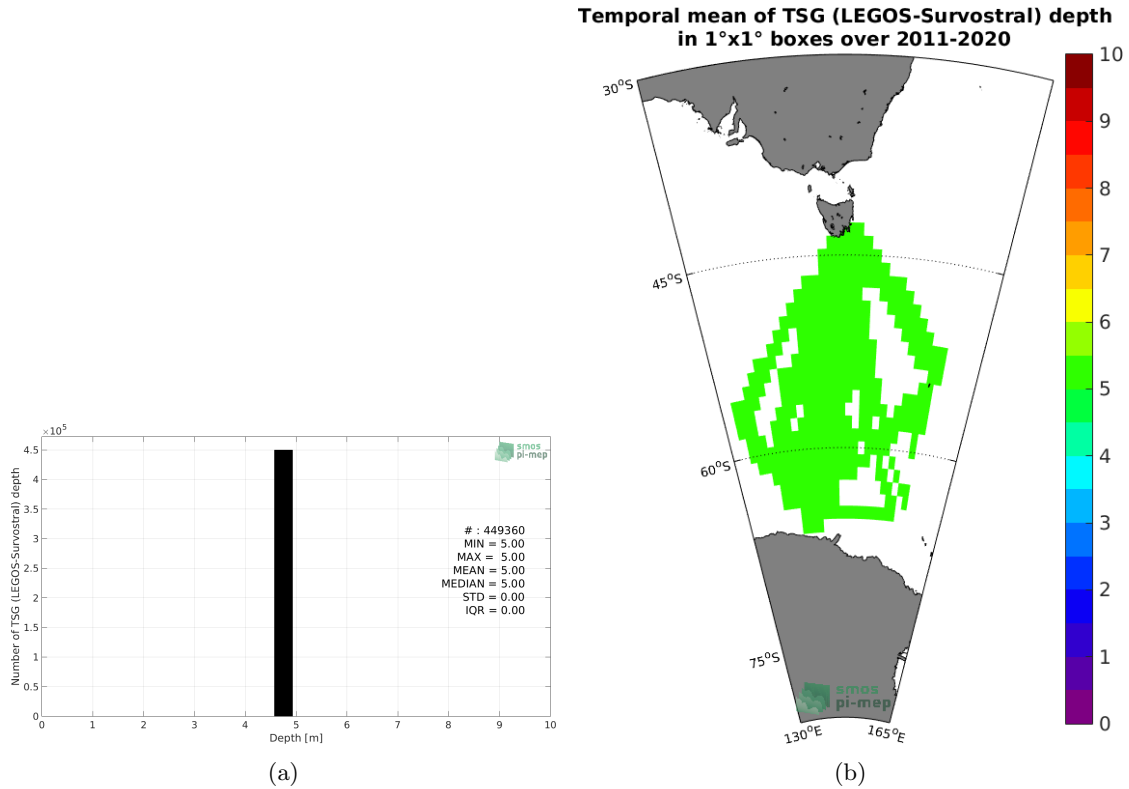 ×10⁵
4.5
4
3.5
3
2.5
2
1.5
1
0.5
0
Number of TSG (LEGOS-Survostral) depth
smos
pi-mep
# : 449360
MIN = 5.00
MAX = 5.00
MEAN = 5.00
MEDIAN = 5.00
STD = 0.00
IQR = 0.00
0 1 2 3 4 5 6 7 8 9 10
Depth [m]
(a)
Temporal mean of TSG (LEGOS-Survostral) depth
in 1°x1° boxes over 2011-2020
30°S
45°S
60°S
75°S
130°E
165°E
smos
pi-mep
10
9
8
7
6
5
4
3
2
1
0
(b)